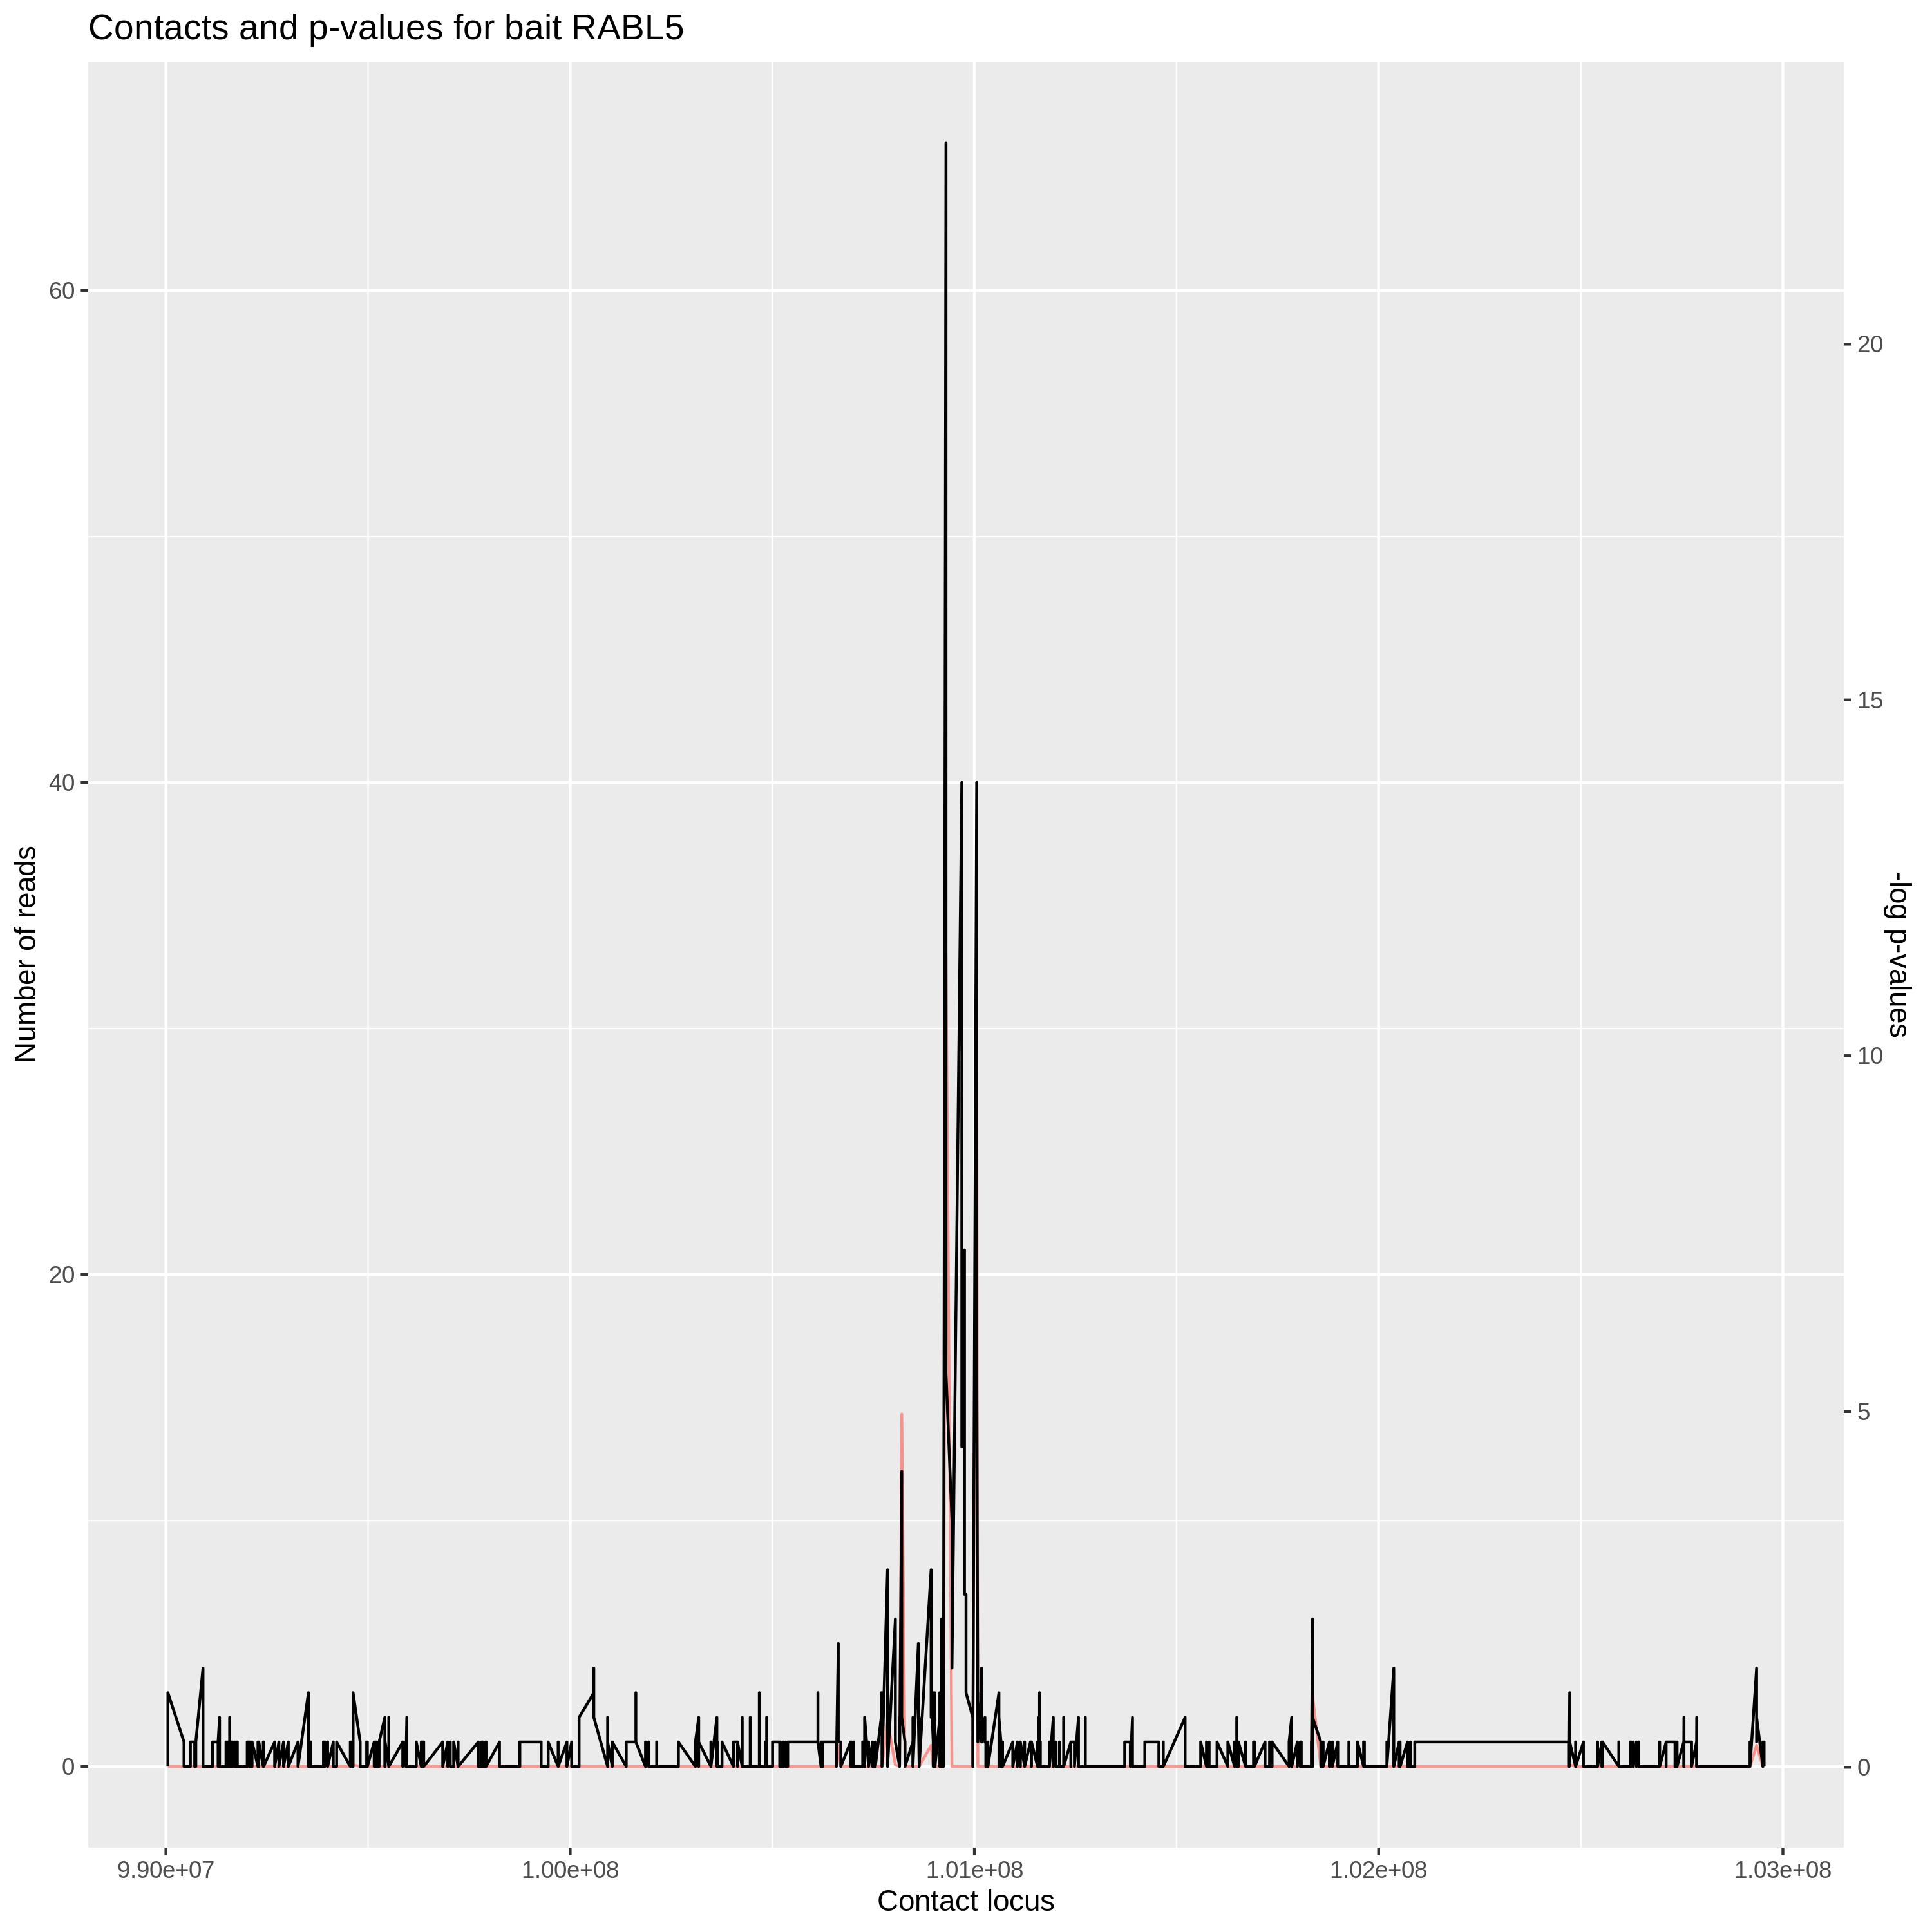 Contacts and p-values for bait RABL5
60
40
20
0
20
15
10
5
0
Number of reads
-log p-values
9.90e+07
1.00e+08
1.01e+08
1.02e+08
1.03e+08
Contact locus